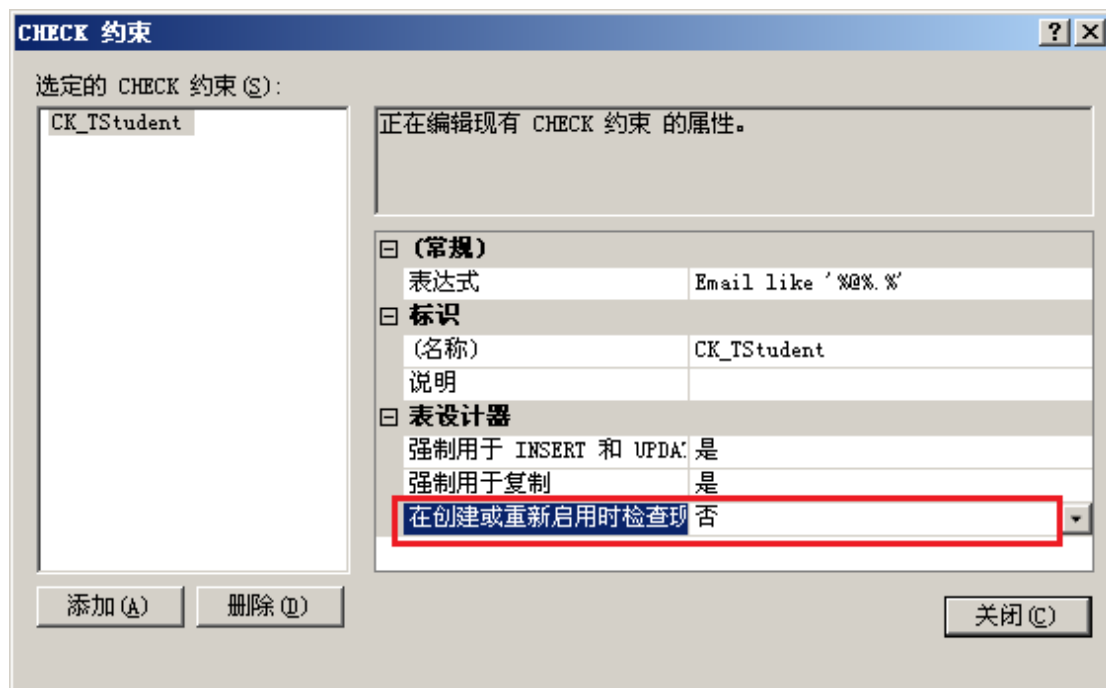 CHECK 约束
选定的 CHECK 约束(S):
CK_TStudent
正在编辑现有 CHECK 约束 的属性。
(常规)
表达式 Email like '%@%.%'
标识
(名称) CK_TStudent
说明
表设计器
强制用于 INSERT 和 UPDA 是
强制用于复制 是
在创建或重新启用时检查现 否
添加(A) 删除(D)
关闭(C)